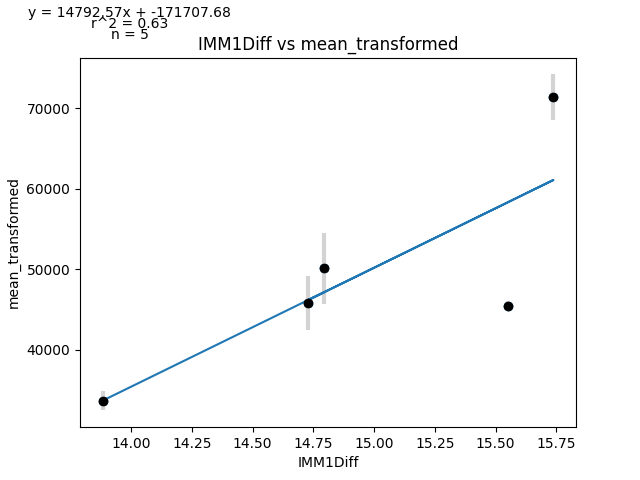 y = 14792.57x + -171707.68
r^2 = 0.63
n = 5
IMM1Diff vs mean_transformed
mean_transformed
70000
60000
50000
40000
14.00 14.25 14.50 14.75 15.00 15.25 15.50 15.75
IMM1Diff